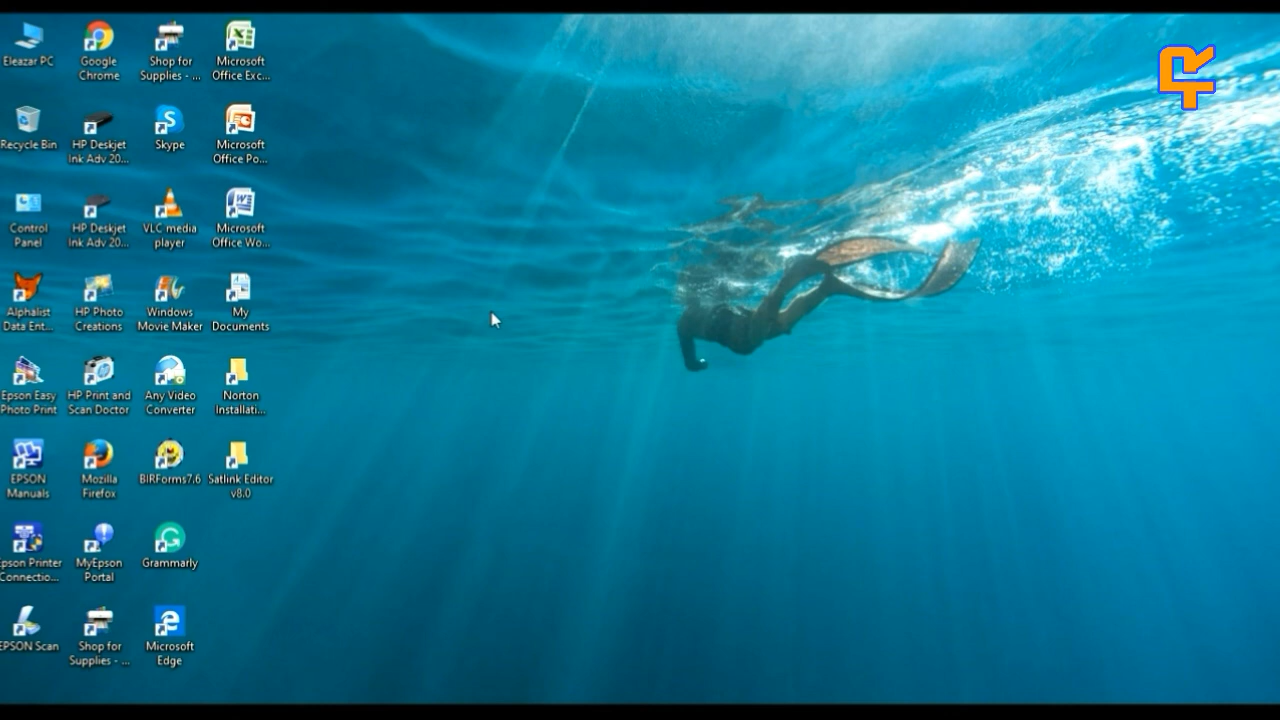 Eleazar PC
Google
Chrome
Shop for
Supplies - ...
Microsoft
Office Exc...
Recycle Bin
HP Deskjet
Ink Adv 20...
Skype
Microsoft
Office Po...
Control
Panel
HP Deskjet
Ink Adv 20...
VLC media
player
Microsoft
Office Wo...
Alphalist
Data Ent...
HP Photo
Creations
Windows
Movie Maker
My
Documents
Epson Easy
Photo Print
HP Print and
Scan Doctor
Any Video
Converter
Norton
Installati...
EPSON
Manuals
Mozilla
Firefox
BIRForms7.6
Satlink Editor
v8.0
Epson Printer
Connectio...
MyEpson
Portal
Grammarly
EPSON Scan
Shop for
Supplies - ...
Microsoft
Edge